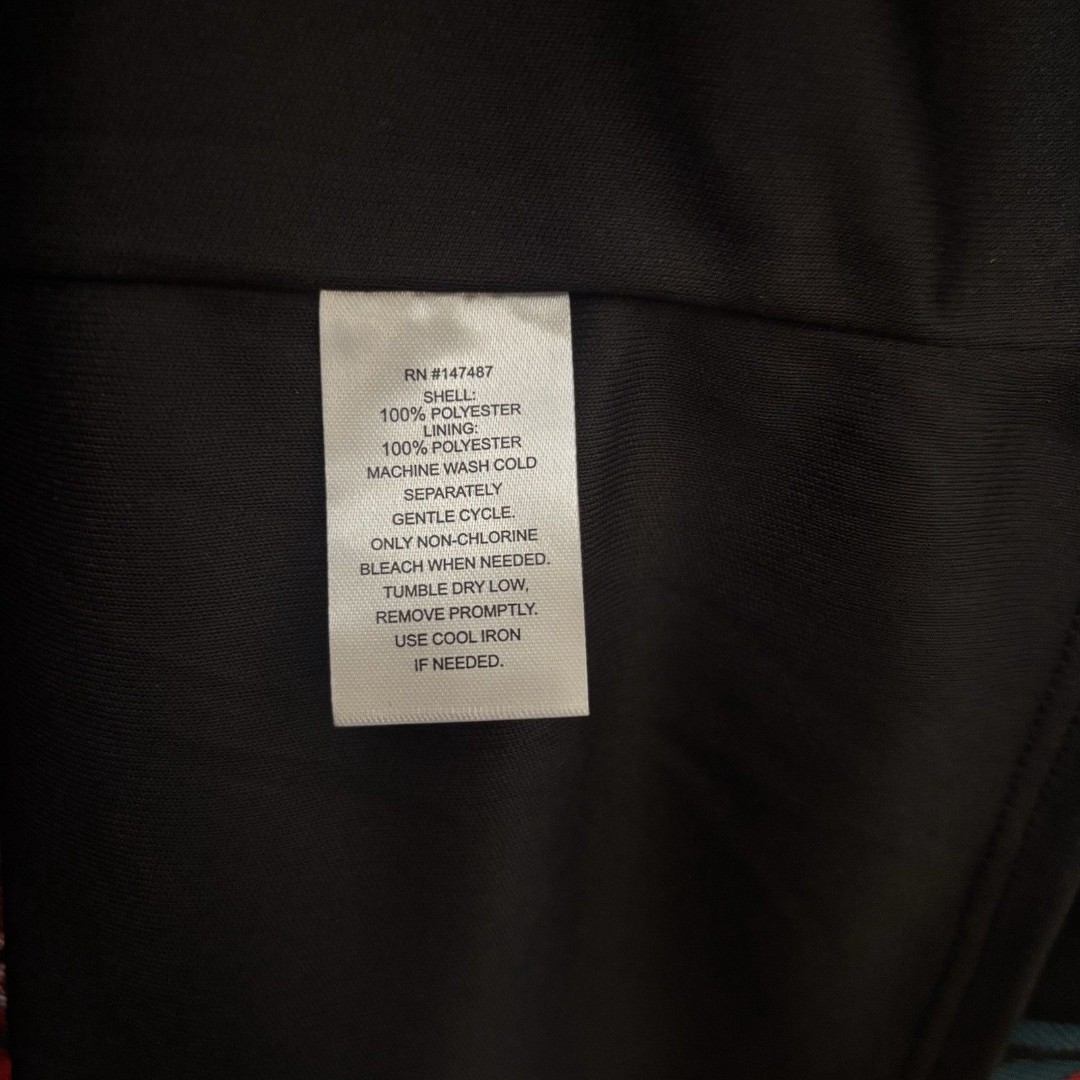 RN #147487
SHELL:
100% POLYESTER
LINING:
100% POLYESTER
MACHINE WASH COLD
SEPARATELY
GENTLE CYCLE.
ONLY NON-CHLORINE
BLEACH WHEN NEEDED.
TUMBLE DRY LOW,
REMOVE PROMPTLY.
USE COOL IRON
IF NEEDED.